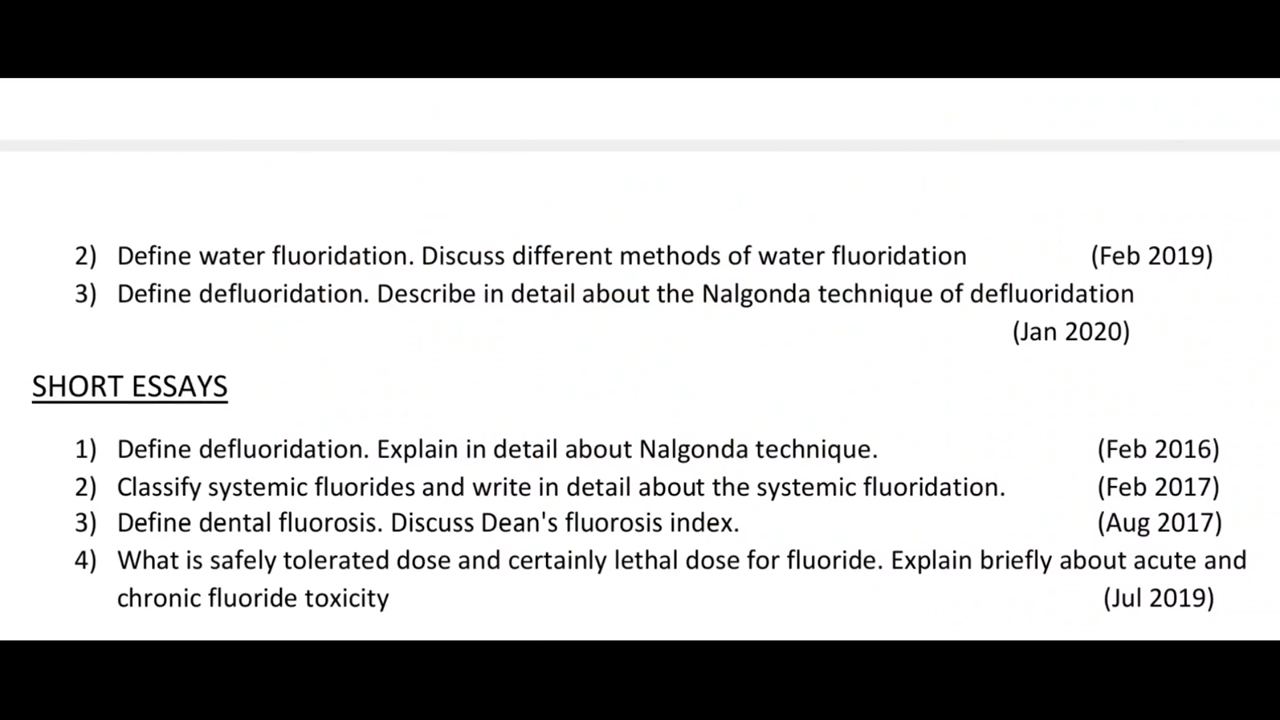 2) Define water fluoridation. Discuss different methods of water fluoridation (Feb 2019)
3) Define defluoridation. Describe in detail about the Nalgonda technique of defluoridation
(Jan 2020)
SHORT ESSAYS
1) Define defluoridation. Explain in detail about Nalgonda technique. (Feb 2016)
2) Classify systemic fluorides and write in detail about the systemic fluoridation. (Feb 2017)
3) Define dental fluorosis. Discuss Dean's fluorosis index. (Aug 2017)
4) What is safely tolerated dose and certainly lethal dose for fluoride. Explain briefly about acute and
chronic fluoride toxicity (Jul 2019)